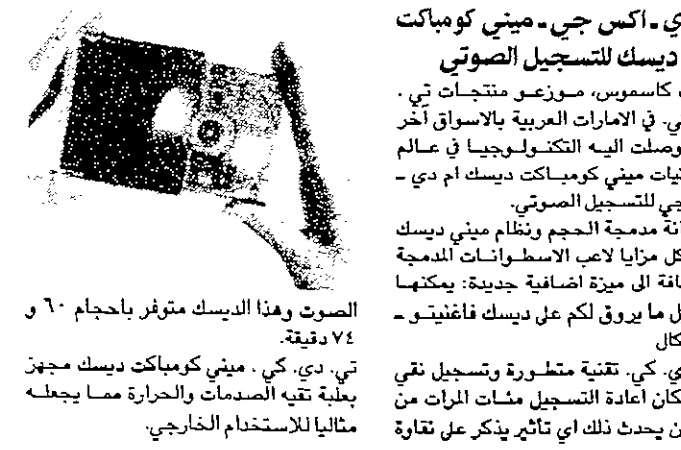 ي ـ اكس جي ـ ميني كومباكت
ديسك للتسجيل الصوتي
كاسموس، موزعو منتجات تي .
ي. في الامارات العربية بالاسواق آخر
وصلت اليه التكنولوجيا في عالم
يات ميني كومباكت ديسك ام دي ـ
جي للتسجيل الصوتي.
انة مدمجة الحجم ونظام ميني ديسك
كل مزايا لاعب الاسطوانات المدمجة
افة الى ميزة اضافية جديدة: يمكنها
ل ما يروق لكم على ديسك فاغنيتو ـ
كال
ي. كي. تقنية متطورة وتسجيل نقي
كان اعادة التسجيل مئات المرات من
ن يحدث ذلك اي تأثير يذكر على نقاوة
الصوت وهذا الديسك متوفر باحجام ٦٠ و
٧٤ دقيقة.
تي. دي. كي . ميني كومباكت ديسك مجهز
بعلبة تقيه الصدمات والحرارة مما يجعله
مثاليا للاستخدام الخارجي.